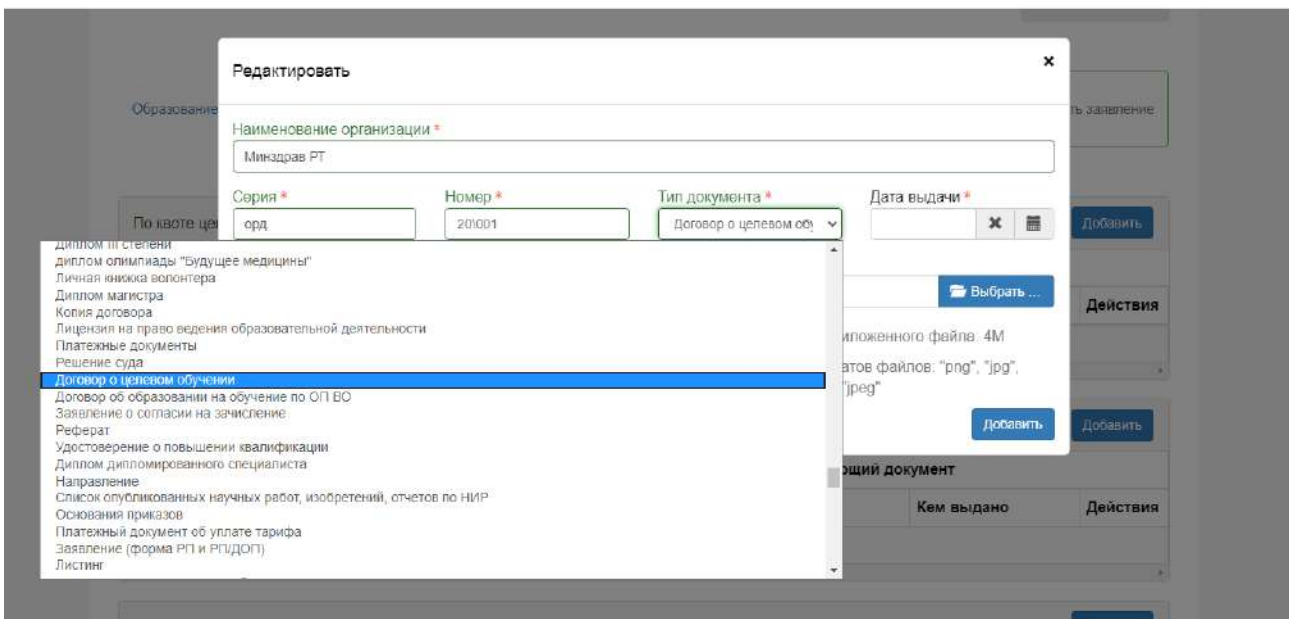 Редактировать
×
Образование
ть заявление
Наименование организации *
Минздрав РТ
Серия * Номер * Тип документа * Дата выдачи *
По квоте цел
орд 20\001 Договор о целевом обу
Добавить
Диплом III степени
диплом олимпиады "Будущее медицины"
Личная книжка волонтера
Диплом магистра
Выбрать ...
Копия договора
Действия
Лицензия на право ведения образовательной деятельности
иложенного файла: 4M
Платежные документы
Решение суда
атов файлов: "png", "jpg",
Договор о целевом обучении
"jpeg"
Договор об образовании на обучение по ОП ВО
Заявление о согласии на зачисление
Реферат
Добавить
Добавить
Удостоверение о повышении квалификации
Диплом дипломированного специалиста
ющий документ
Направление
Список опубликованных научных работ, изобретений, отчетов по НИР
Кем выдано Действия
Основания приказов
Платежный документ об уплате тарифа
Заявление (форма РП и РП/ДОП)
Листинг